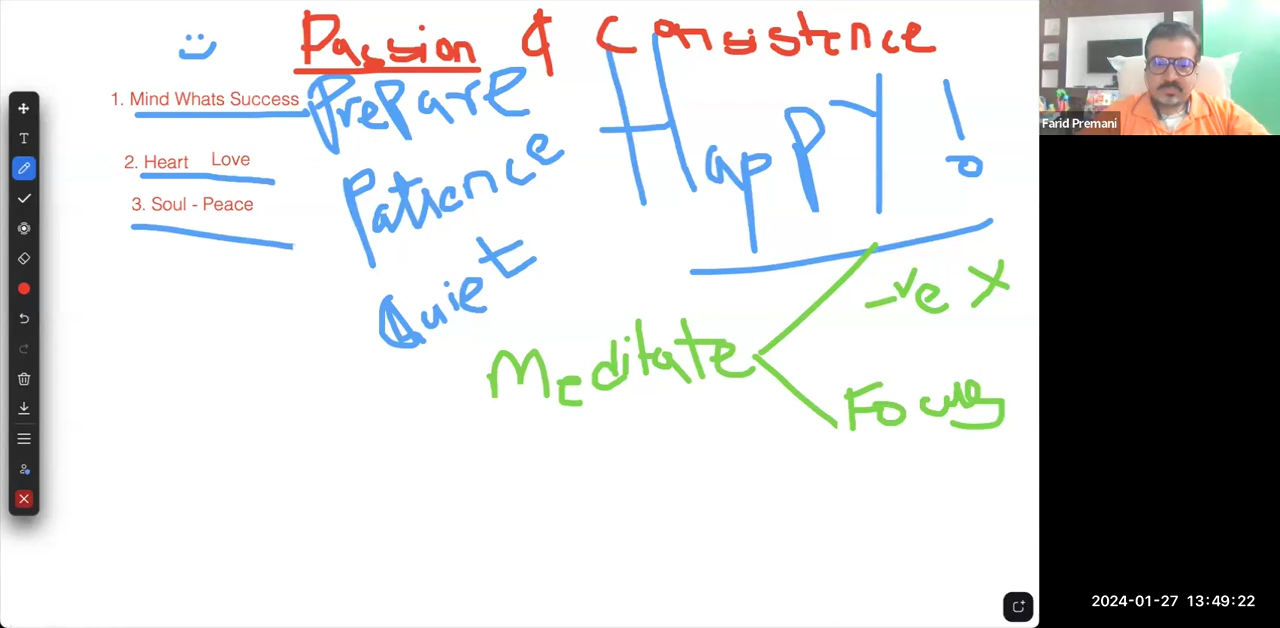 Passion & Consistence
1. Mind Whats Success
Prepare
Happy!
2. Heart Love
Patience
3. Soul - Peace
Quiet
-ve X
Meditate
Focus
Farid Premani
2024-01-27 13:49:22
T